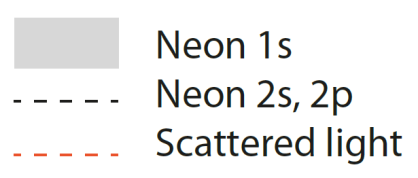 Neon 1s
Neon 2s, 2p
Scattered light